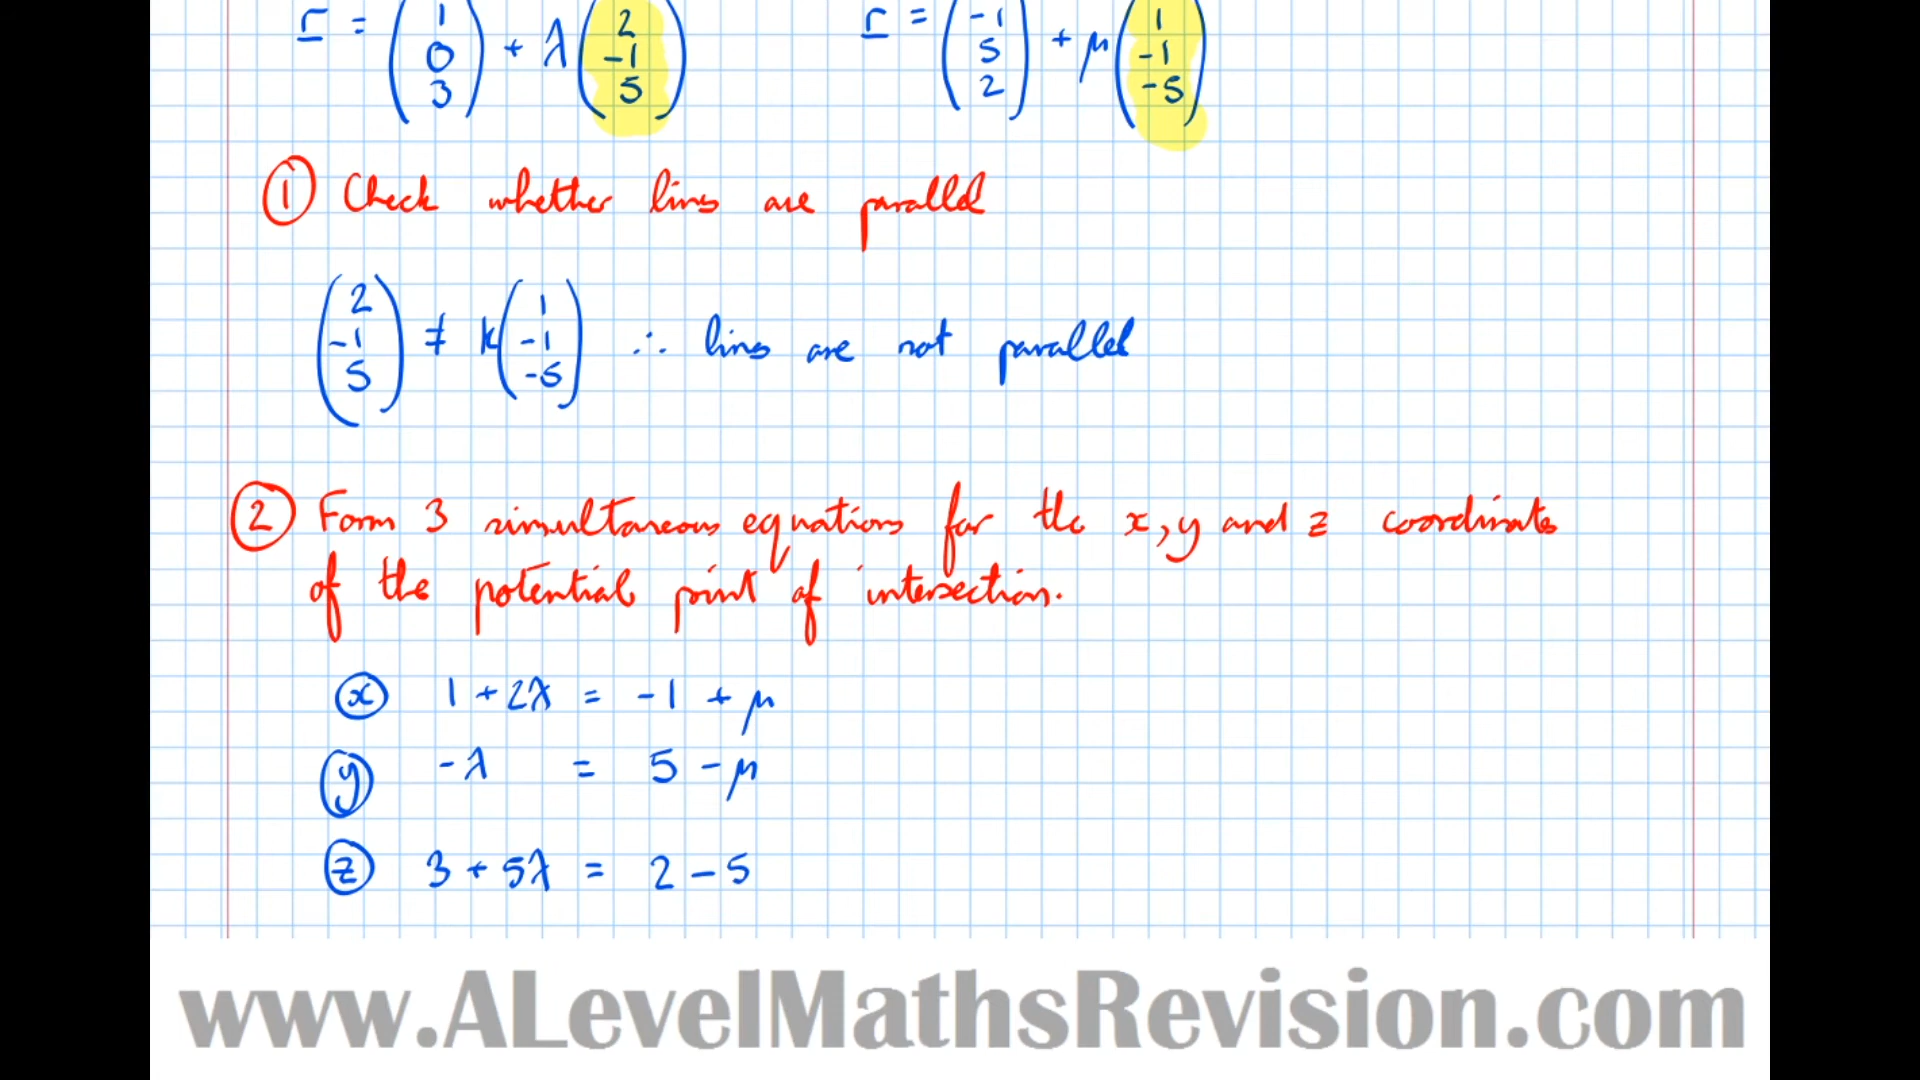 r = (1 0 3) + λ(2 -1 5)   r = (-1 5 2) + μ(1 -1 -5)
① Check whether lines are parallel
(2 -1 5) ≠ k(1 -1 -5) ∴ lines are not parallel
② Form 3 simultaneous equations for the x, y and z coordinates
of the potential point of intersection.
ⓧ 1 + 2λ = -1 + μ
ⓨ -λ = 5 - μ
ⓩ 3 + 5λ = 2 - 5
www.ALevelMathsRevision.com